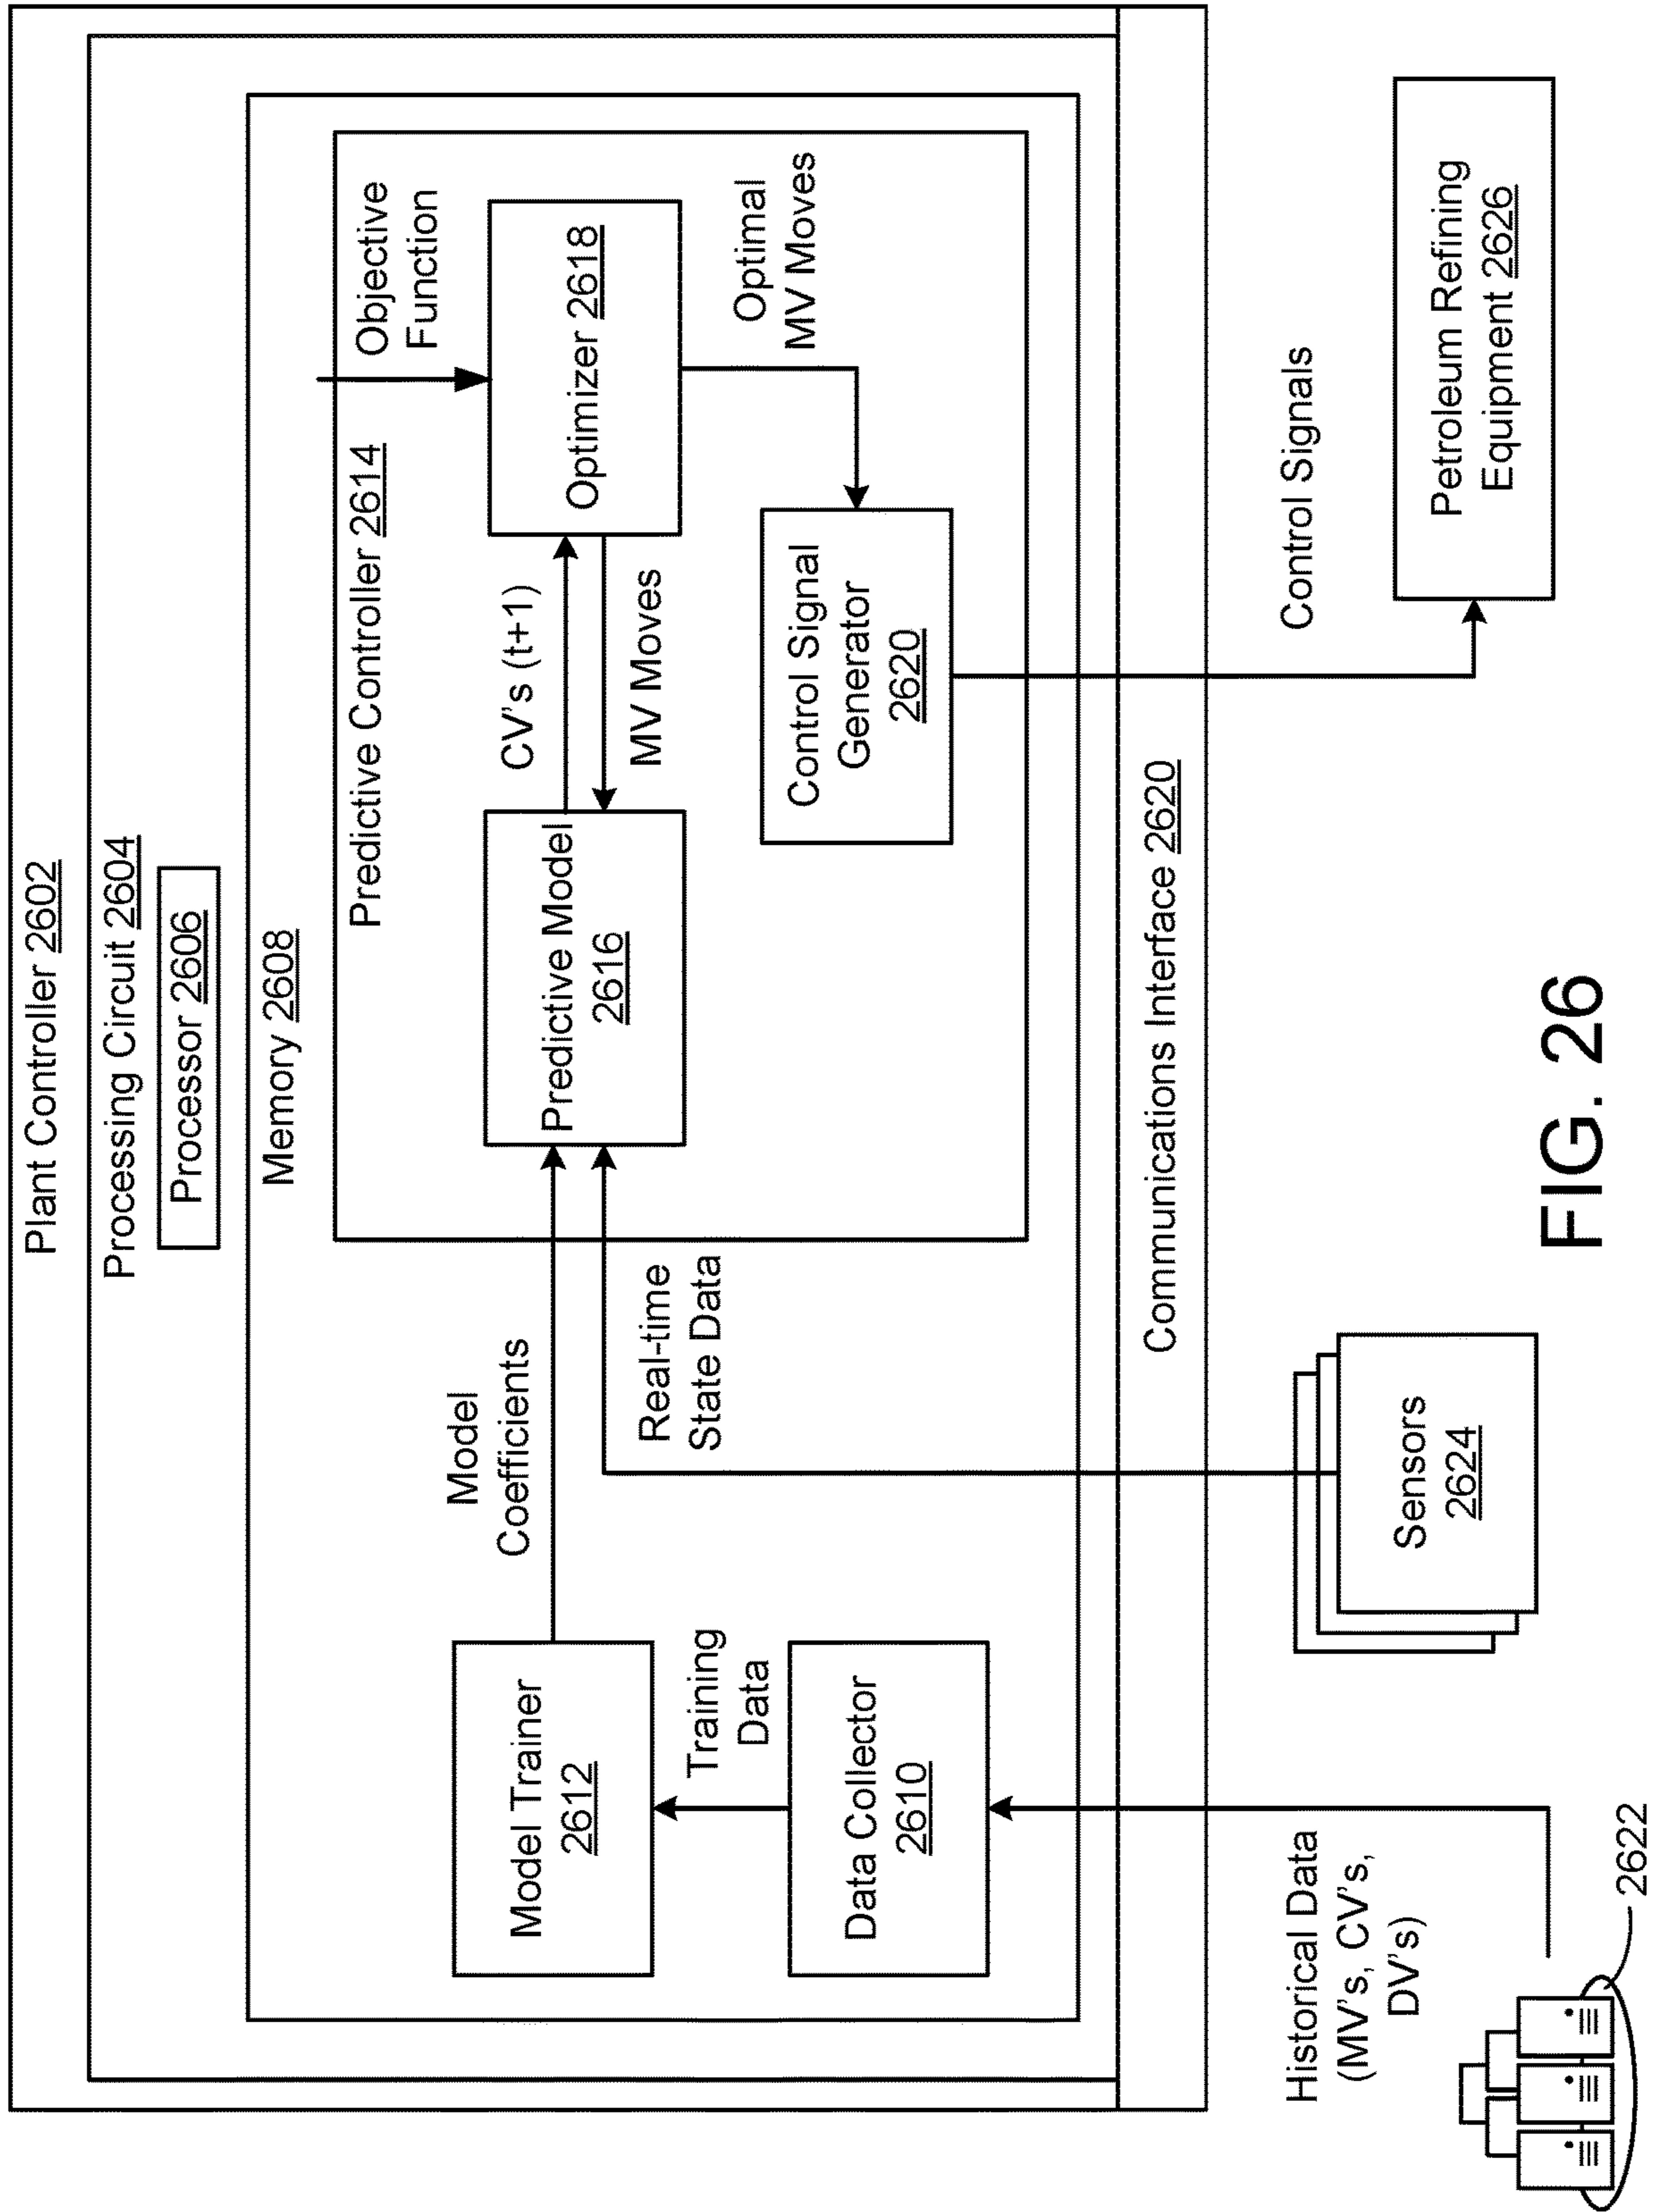 Plant Controller 2602
Processing Circuit 2604
Processor 2606
Memory 2608
Predictive Controller 2614
Objective
Function
Model
Coefficients
Model Trainer
2612
Predictive Model
2616
CV's (t+1)
MV Moves
Optimizer 2618
Real-time
State Data
Training
Data
Optimal
MV Moves
Data Collector
2610
Control Signal
Generator
2620
Communications Interface 2620
Historical Data
(MV's, CV's,
DV's)
Control Signals
Sensors
2624
Petroleum Refining
Equipment 2626
2622
FIG. 26